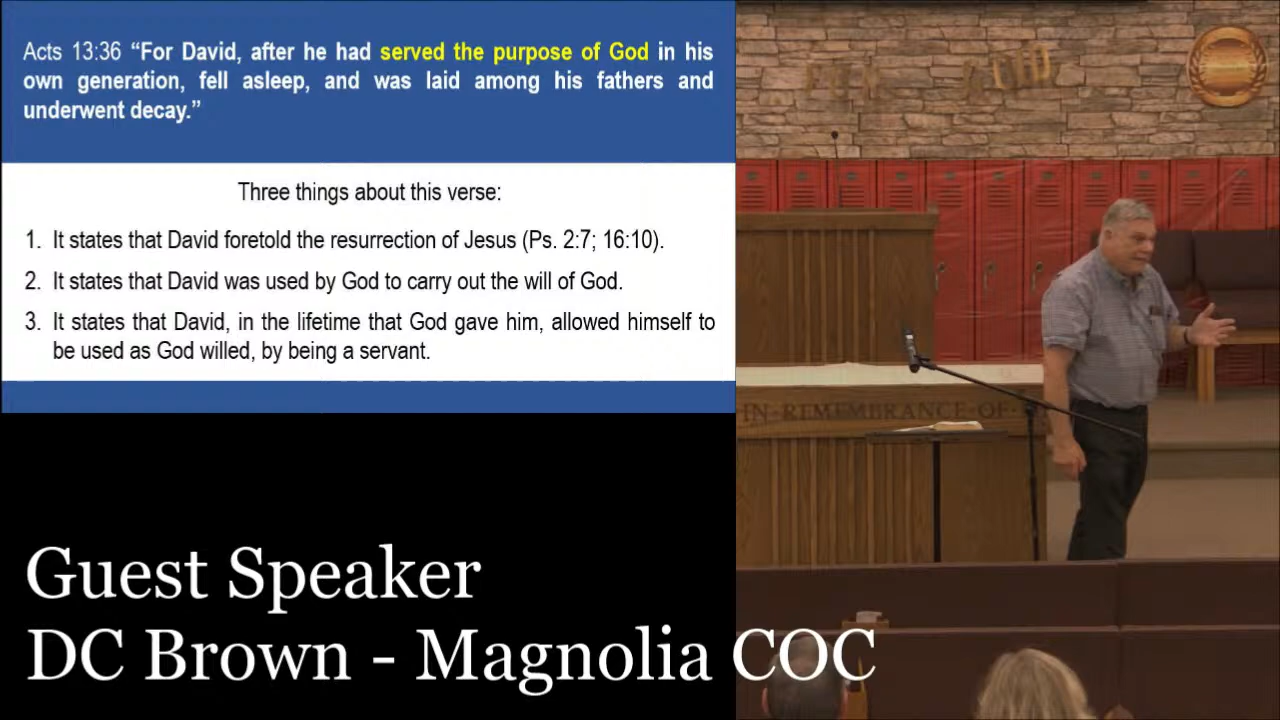 Acts 13:36 “For David, after he had served the purpose of God in his
own generation, fell asleep, and was laid among his fathers and
underwent decay.”
Three things about this verse:
1. It states that David foretold the resurrection of Jesus (Ps. 2:7; 16:10).
2. It states that David was used by God to carry out the will of God.
3. It states that David, in the lifetime that God gave him, allowed himself to
be used as God willed, by being a servant.
IN REMEMBRANCE OF
Guest Speaker
DC Brown - Magnolia COC